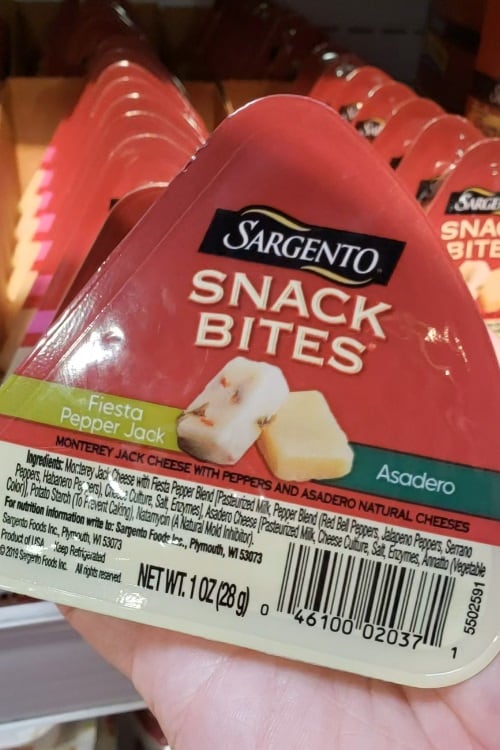 SARGENTO
SNACK
BITES
Fiesta
Pepper Jack
Asadero
MONTEREY JACK CHEESE WITH PEPPERS AND ASADERO NATURAL CHEESES
Ingredients: Monterey Jack Cheese with Fiesta Pepper Blend [Pasteurized Milk, Pepper Blend (Red Bell Peppers, Jalapeno Peppers, Serrano
Peppers, Habanero Peppers), Cheese Culture, Salt, Enzymes], Asadero Cheese [Pasteurized Milk, Cheese Culture, Salt, Enzymes, Annatto (Vegetable
Color)], Potato Starch (To Prevent Caking), Natamycin (A Natural Mold Inhibitor).
For nutrition information write to: Sargento Foods Inc., Plymouth, WI 53073
Sargento Foods Inc., Plymouth, WI 53073
Product of USA Keep Refrigerated
© 2019 Sargento Foods Inc. All rights reserved.
NET WT. 1 OZ (28 g)
0 46100 02037 1
5502591
SARGE
SNAC
BITE